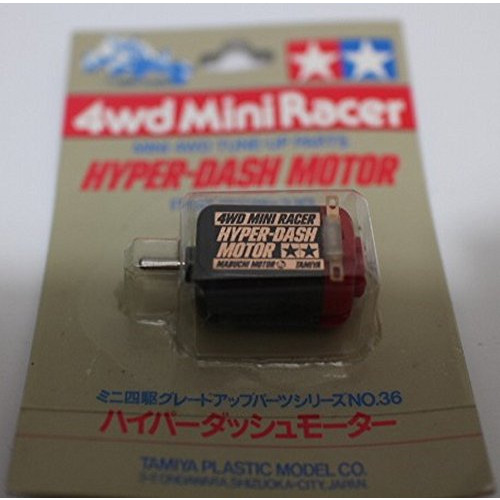 4wd Mini Racer
MINI 4WD TUNE-UP PARTS
HYPER-DASH MOTOR
4WD MINI RACER
HYPER-DASH
MOTOR
MABUCHI MOTOR TAMIYA
ミニ四駆グレードアップパーツシリーズNO.36
ハイパーダッシュモーター
TAMIYA PLASTIC MODEL CO.
SHIZUOKA-CITY, JAPAN.